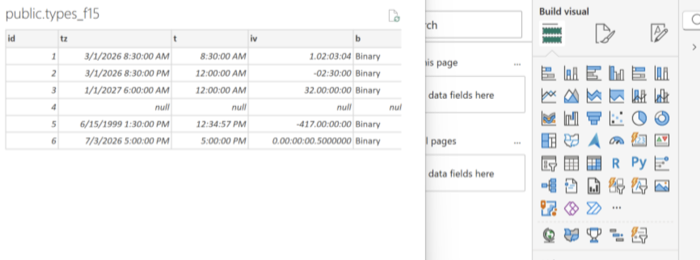 public.types_f15
id tz t iv b
1 3/1/2026 8:30:00 AM 8:30:00 AM 1.02:03:04 Binary
2 3/1/2026 8:30:00 PM 12:00:00 AM -02:30:00 Binary
3 1/1/2027 6:00:00 AM 12:00:00 AM 32.00:00:00 Binary
4 null null null nul
5 6/15/1999 1:30:00 PM 12:34:57 PM -417.00:00:00 Binary
6 7/3/2026 5:00:00 PM 5:00:00 PM 0.00:00:00.5000000 Binary
rch
is page
...
data fields here
l pages
...
data fields here
Build visual
R Py
...